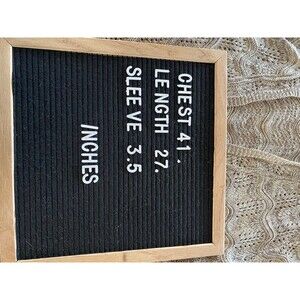 CHEST 41 .
LENGTH 27.
SLEEVE 3.5
INCHES